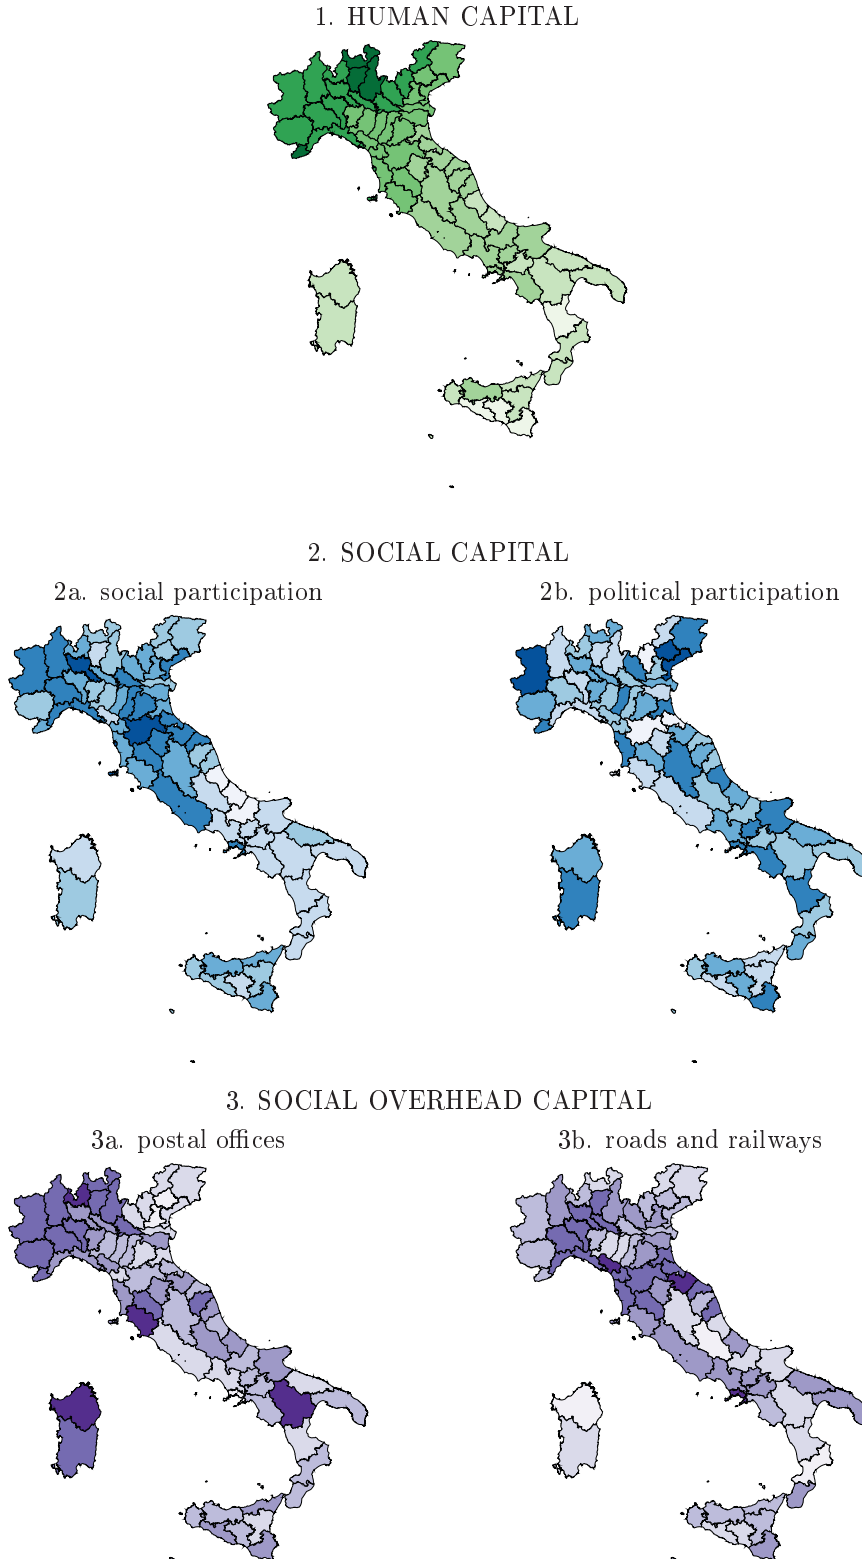 1. HUMAN CAPITAL
2. SOCIAL CAPITAL
2a. social participation
2b. political participation
3. SOCIAL OVERHEAD CAPITAL
3a. postal offices
3b. roads and railways